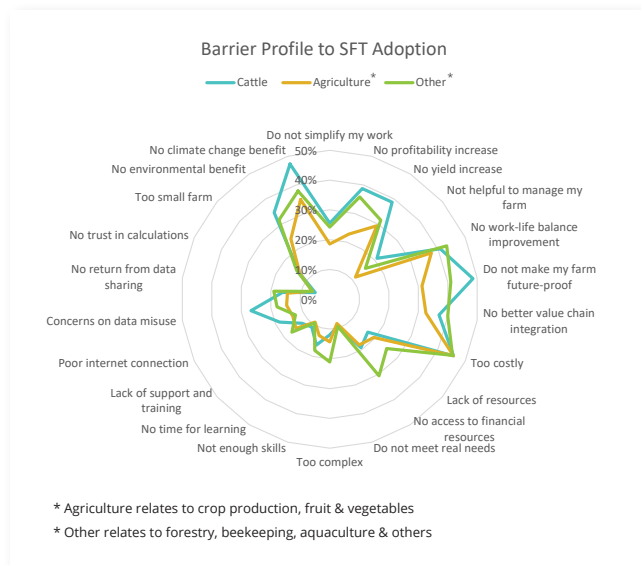 Barrier Profile to SFT Adoption
Cattle
Agriculture*
Other*
Do not simplify my work
No profitability increase
No yield increase
Not helpful to manage my
farm
No work-life balance
improvement
Do not make my farm
future-proof
No better value chain
integration
Too costly
Lack of resources
No access to financial
resources
Do not meet real needs
Too complex
Not enough skills
No time for learning
Lack of support and
training
Poor internet connection
Concerns on data misuse
No return from data
sharing
No trust in calculations
Too small farm
No environmental benefit
No climate change benefit
50%
40%
30%
20%
10%
0%
* Agriculture relates to crop production, fruit & vegetables
* Other relates to forestry, beekeeping, aquaculture & others